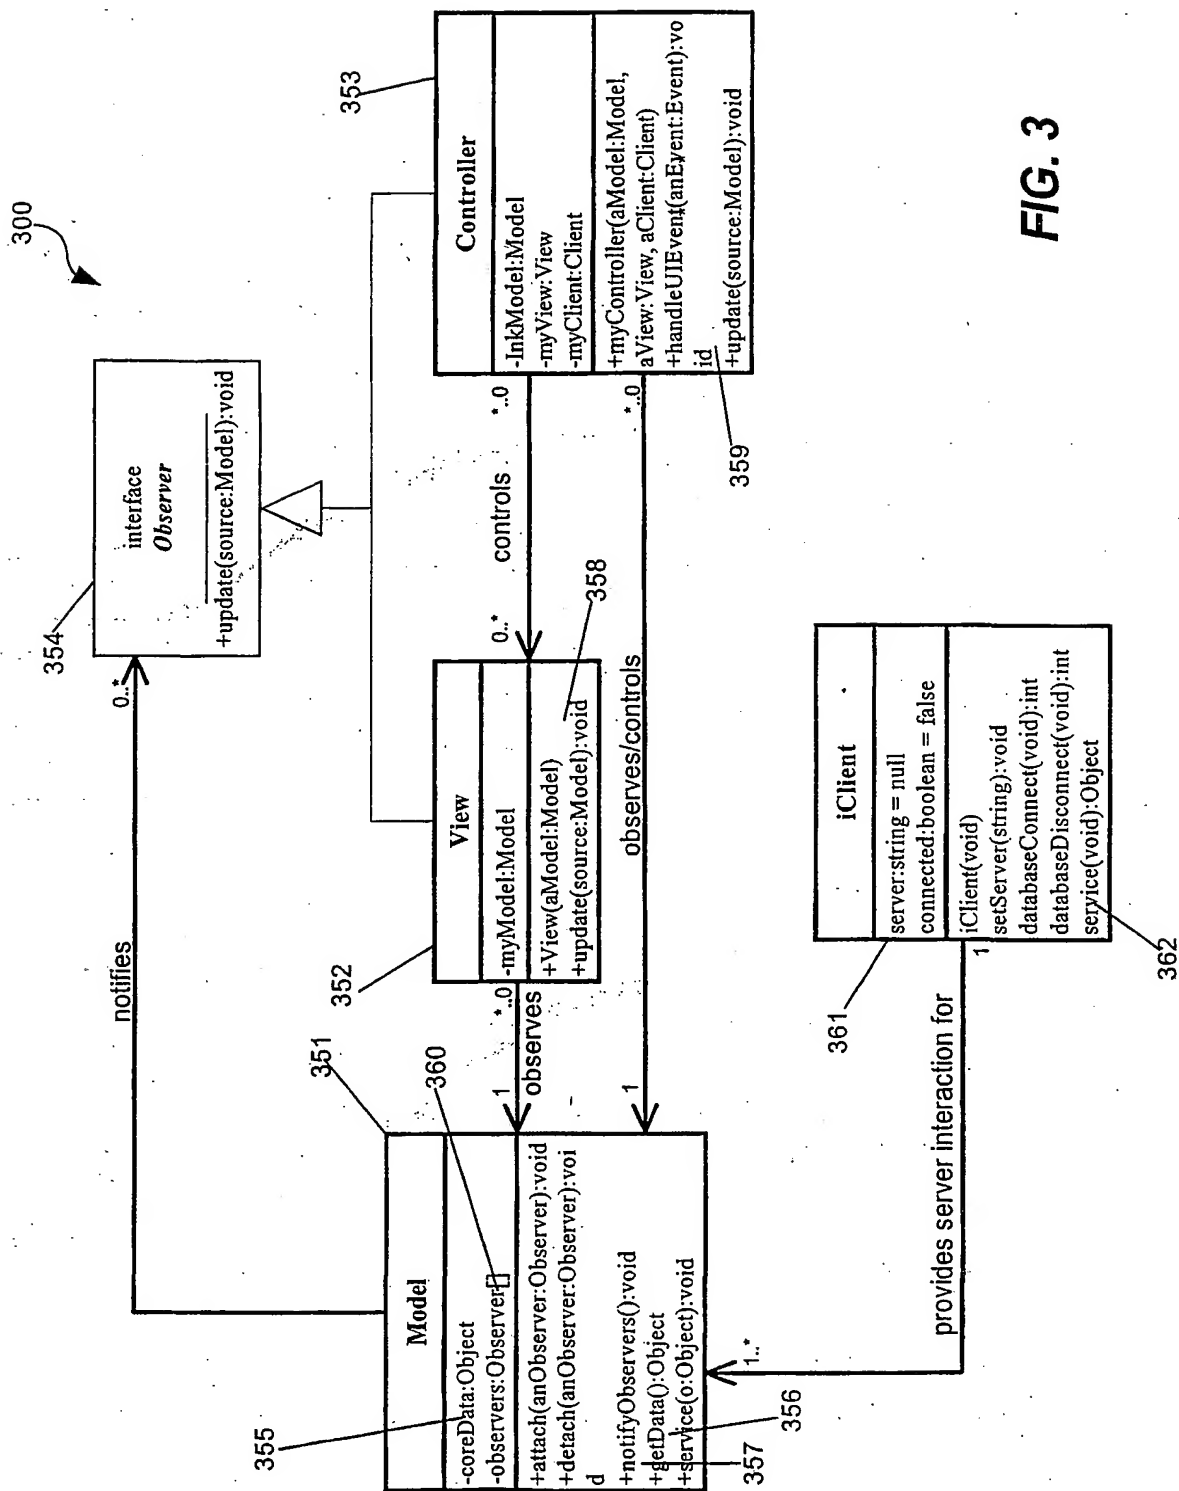 300
354
interface
Observer
+update(source:Model):void
0..*
notifies
353
Controller
-InkModel:Model
-myView:View
-myClient:Client
+myController(aModel:Model,
aView:View, aClient:Client)
+handleUIEvent(anEvent:Event):vo
id
+update(source:Model):void
359
*..0
*..0
controls
0..*
352
View
-myModel:Model
+View(aModel:Model)
+update(source:Model):void
358
*..0
observes
1
observes/controls
1
351
360
Model
-coreData:Object
-observers:Observer[]
+attach(anObserver:Observer):void
+detach(anObserver:Observer):voi
d
+notifyObservers():void
+getData():Object
+service(o:Object):void
355
357
356
1..*
provides server interaction for
1
361
iClient
server:string = null
connected:boolean = false
iClient(void)
setServer(string):void
databaseConnect(void):int
databaseDisconnect(void):int
service(void):Object
362
FIG. 3